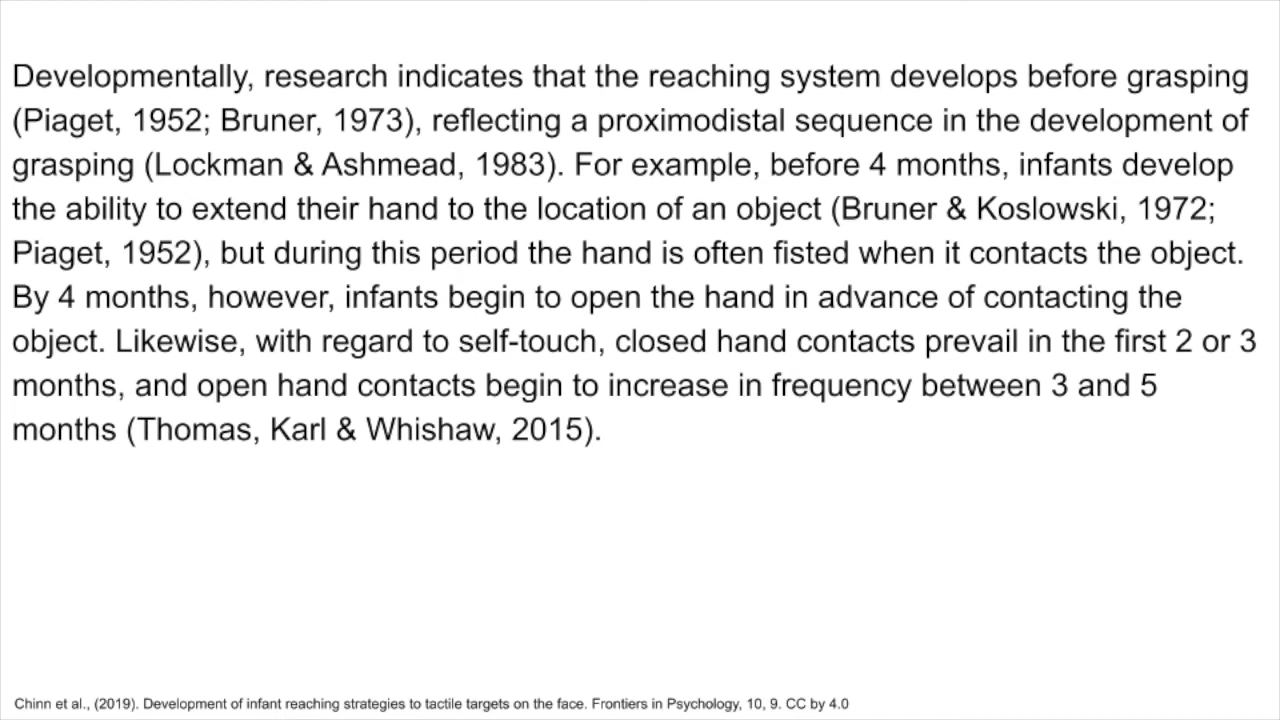 Developmentally, research indicates that the reaching system develops before grasping
(Piaget, 1952; Bruner, 1973), reflecting a proximodistal sequence in the development of
grasping (Lockman & Ashmead, 1983). For example, before 4 months, infants develop
the ability to extend their hand to the location of an object (Bruner & Koslowski, 1972;
Piaget, 1952), but during this period the hand is often fisted when it contacts the object.
By 4 months, however, infants begin to open the hand in advance of contacting the
object. Likewise, with regard to self-touch, closed hand contacts prevail in the first 2 or 3
months, and open hand contacts begin to increase in frequency between 3 and 5
months (Thomas, Karl & Whishaw, 2015).
Chinn et al., (2019). Development of infant reaching strategies to tactile targets on the face. Frontiers in Psychology, 10, 9. CC by 4.0